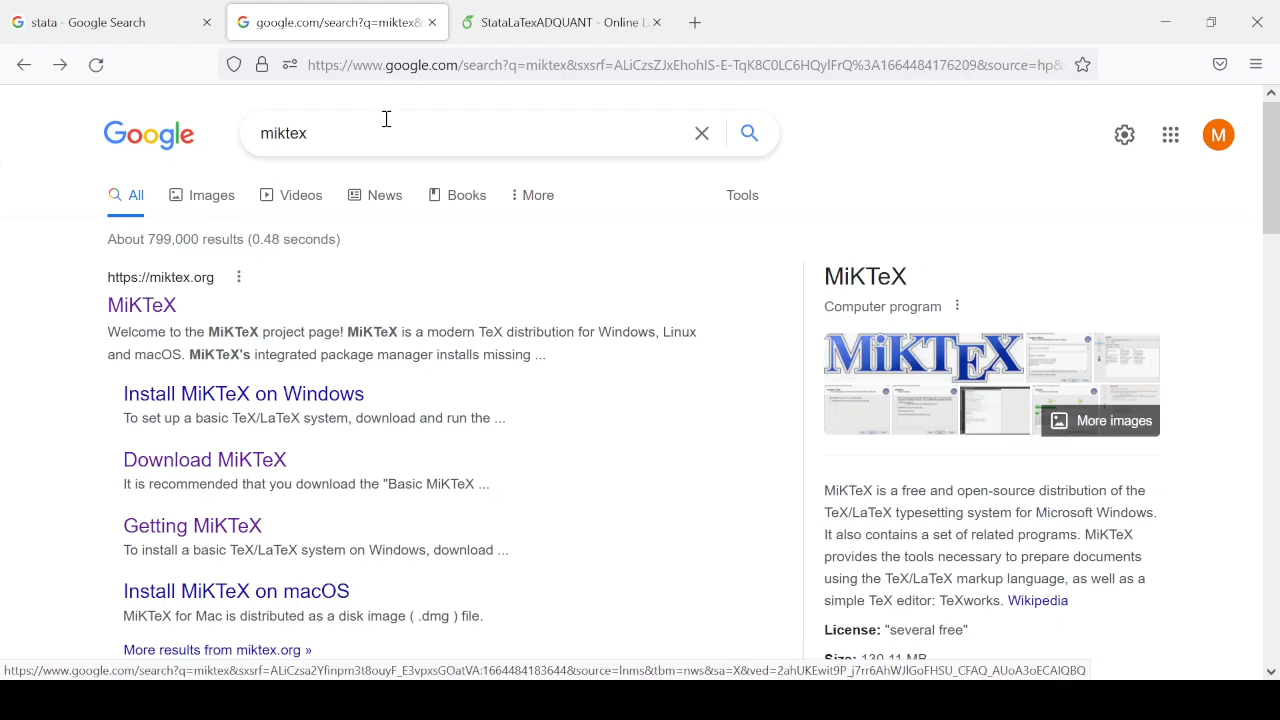 stata - Google Search
google.com/search?q=miktex&
StataLaTexADQUANT - Online L
https://www.google.com/search?q=miktex&sxsrf=ALiCzsZJxEhohIS-E-TqK8C0LC6HQylFrQ%3A1664484176209&source=hp&
Google
miktex
M
All
Images
Videos
News
Books
More
Tools
About 799,000 results (0.48 seconds)
https://miktex.org
MiKTeX
Welcome to the MiKTeX project page! MiKTeX is a modern TeX distribution for Windows, Linux
and macOS. MiKTeX's integrated package manager installs missing ...
Install MiKTeX on Windows
To set up a basic TeX/LaTeX system, download and run the ...
Download MiKTeX
It is recommended that you download the "Basic MiKTeX ...
Getting MiKTeX
To install a basic TeX/LaTeX system on Windows, download ...
Install MiKTeX on macOS
MiKTeX for Mac is distributed as a disk image ( .dmg ) file.
More results from miktex.org »
MiKTeX
Computer program
MiKTEX
More images
MiKTeX is a free and open-source distribution of the
TeX/LaTeX typesetting system for Microsoft Windows.
It also contains a set of related programs. MiKTeX
provides the tools necessary to prepare documents
using the TeX/LaTeX markup language, as well as a
simple TeX editor: TeXworks. Wikipedia
License: "several free"
Size: 130.11 MB
https://www.google.com/search?q=miktex&sxsrf=ALiCzsa2Yfinpm3t8ouyF_E3vpxsGOatVA:1664484183644&source=lnms&tbm=nws&sa=X&ved=2ahUKEwit9P_j7rr6AhWJlGoFHSU_CFAQ_AUoA3oECAIQBQ